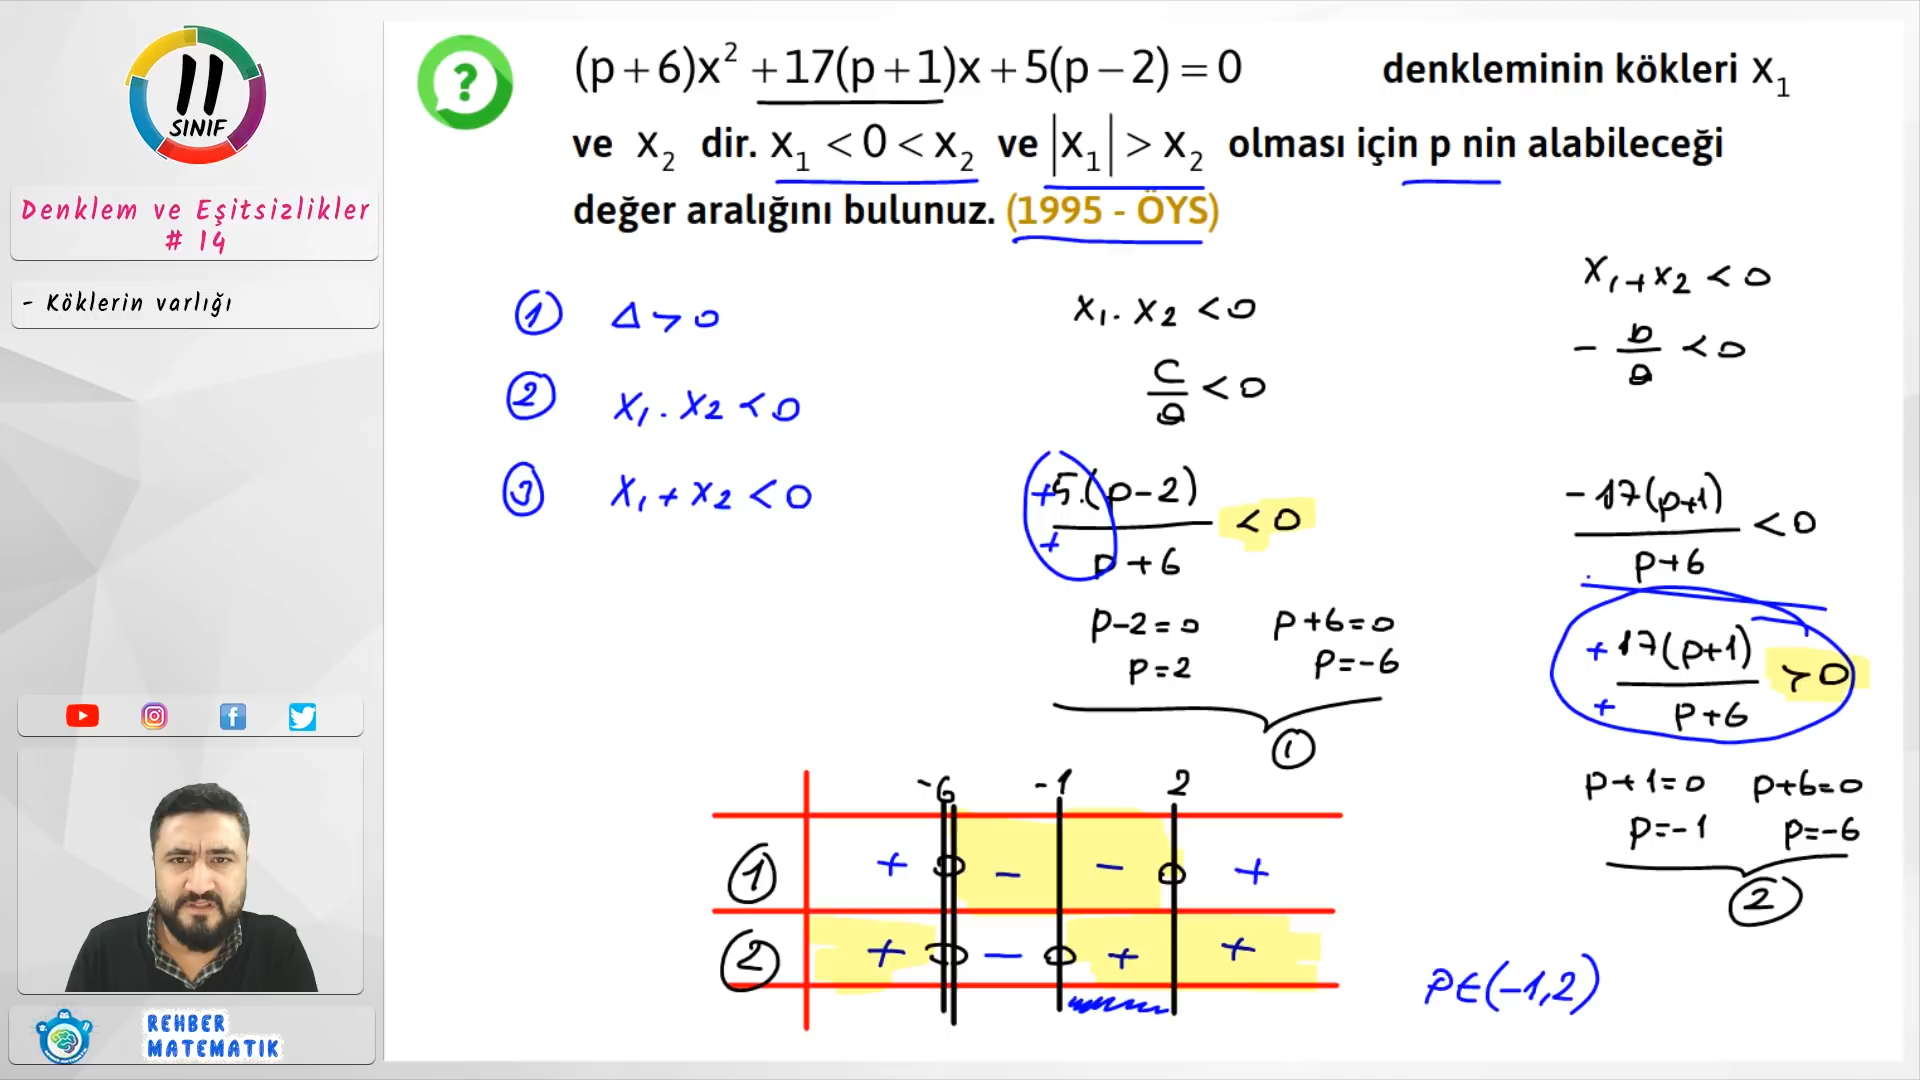 11
SINIF
Denklem ve Eşitsizlikler
# 14
- Köklerin varlığı
?
(p+6)x² +17(p+1)x+5(p−2)=0 denkleminin kökleri x₁
ve x₂ dir. x₁ <0< x₂ ve |x₁| > x₂ olması için p nin alabileceği
değer aralığını bulunuz. (1995 - ÖYS)
① Δ > 0
② x₁ . x₂ < 0
③ x₁ + x₂ < 0
x₁ . x₂ < 0
c/a < 0
+5.(p-2)
+ p+6 < 0
p-2=0 p+6=0
p=2 p=-6
①
x₁+x₂ < 0
- b/a < 0
-17(p+1)/p+6 < 0
+17(p+1)
+ p+6 > 0
p+1=0 p+6=0
p=-1 p=-6
②
-6 -1 2
① + - - +
② + - + +
p∈(-1,2)
REHBER
MATEMATİK